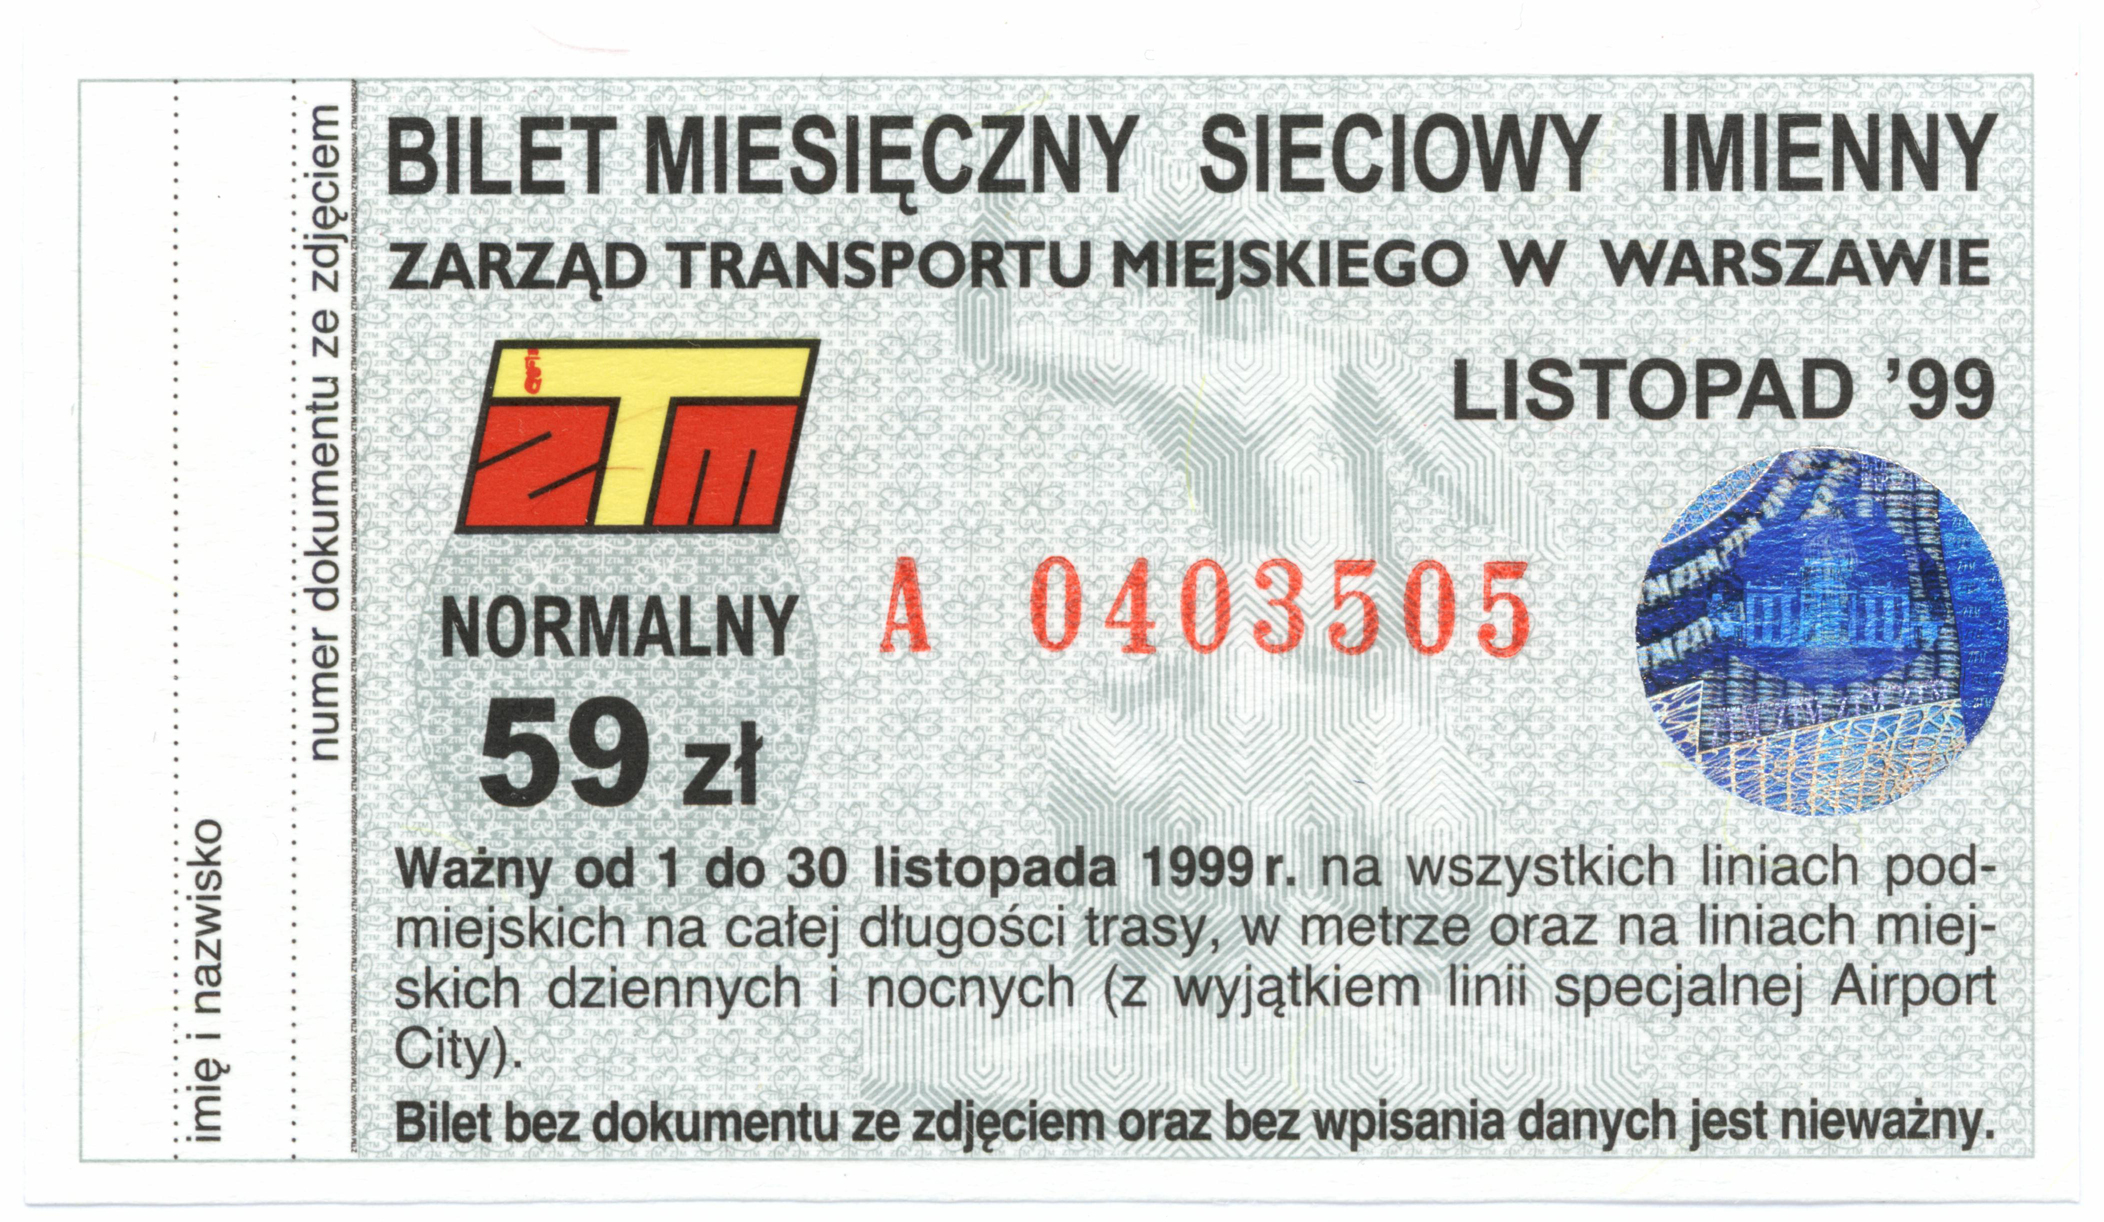 BILET MIESIĘCZNY SIECIOWY IMIENNY
ZARZĄD TRANSPORTU MIEJSKIEGO W WARSZAWIE
LISTOPAD ’99
ZTM
NORMALNY
59 zł
A 0403505
Ważny od 1 do 30 listopada 1999 r. na wszystkich liniach pod-
miejskich na całej długości trasy, w metrze oraz na liniach miej-
skich dziennych i nocnych (z wyjątkiem linii specjalnej Airport
City).
Bilet bez dokumentu ze zdjęciem oraz bez wpisania danych jest nieważny.
imię i nazwisko
numer dokumentu ze zdjęciem